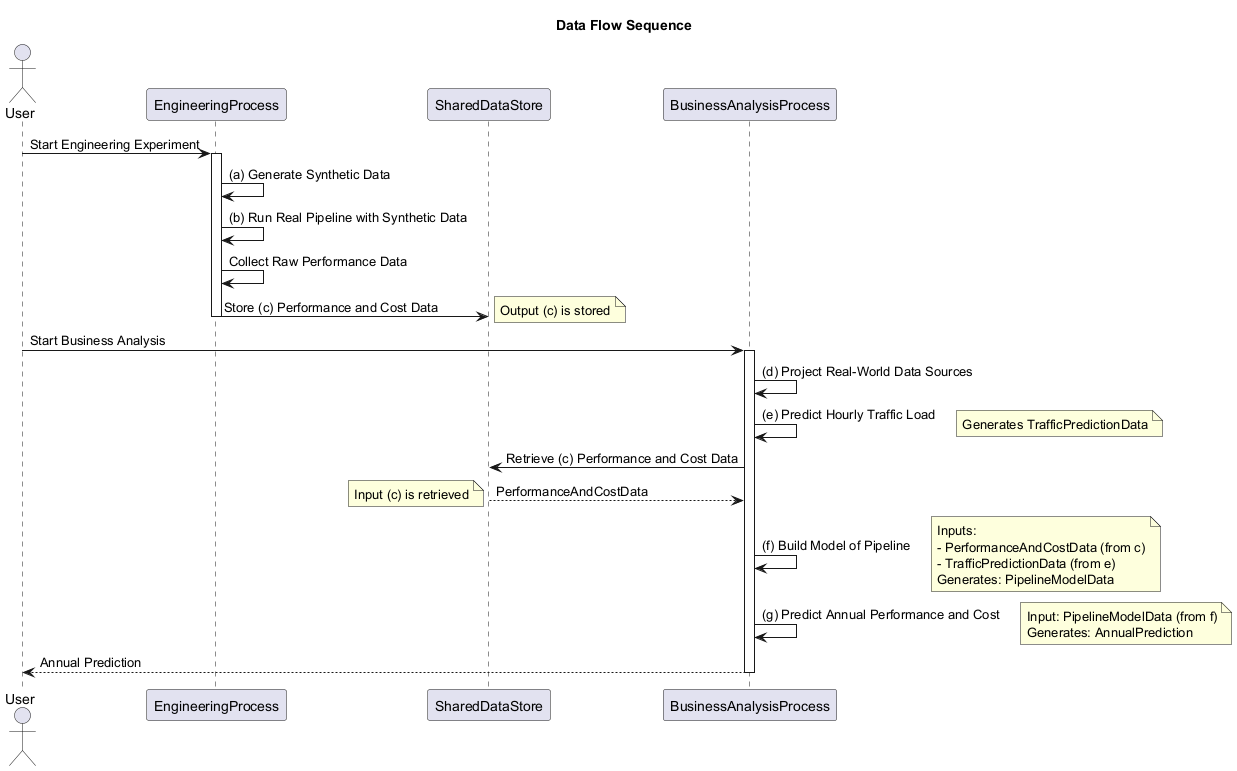 Data Flow Sequence
User
EngineeringProcess
SharedDataStore
BusinessAnalysisProcess
Start Engineering Experiment
(a) Generate Synthetic Data
(b) Run Real Pipeline with Synthetic Data
Collect Raw Performance Data
Store (c) Performance and Cost Data
Output (c) is stored
Start Business Analysis
(d) Project Real-World Data Sources
(e) Predict Hourly Traffic Load
Generates TrafficPredictionData
Retrieve (c) Performance and Cost Data
Input (c) is retrieved
PerformanceAndCostData
(f) Build Model of Pipeline
Inputs:
- PerformanceAndCostData (from c)
- TrafficPredictionData (from e)
Generates: PipelineModelData
(g) Predict Annual Performance and Cost
Input: PipelineModelData (from f)
Generates: AnnualPrediction
Annual Prediction
User
EngineeringProcess
SharedDataStore
BusinessAnalysisProcess